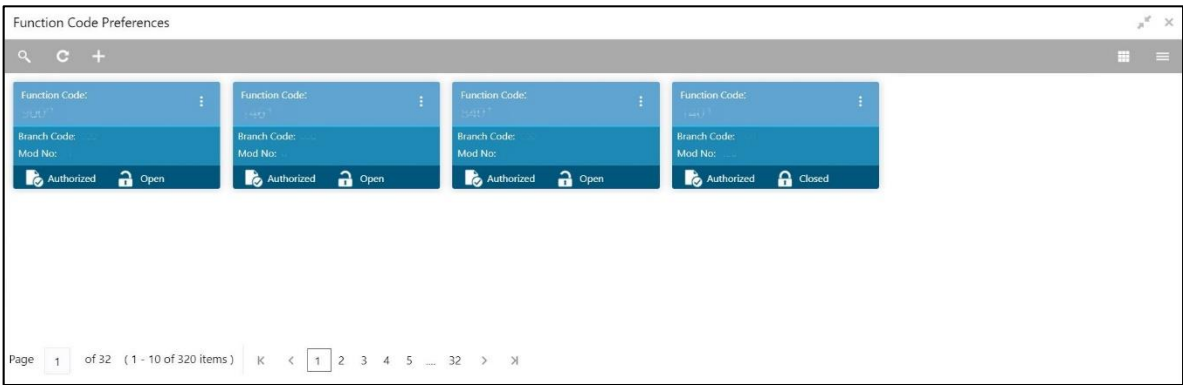 Function Code Preferences
Function Code: Function Code: Function Code: Function Code:
Branch Code: Branch Code: Branch Code: Branch Code:
Mod No: Mod No: Mod No: Mod No:
Authorized Open Authorized Open Authorized Open Authorized Closed
Page 1 of 32 ( 1 - 10 of 320 items ) 1 2 3 4 5 ... 32